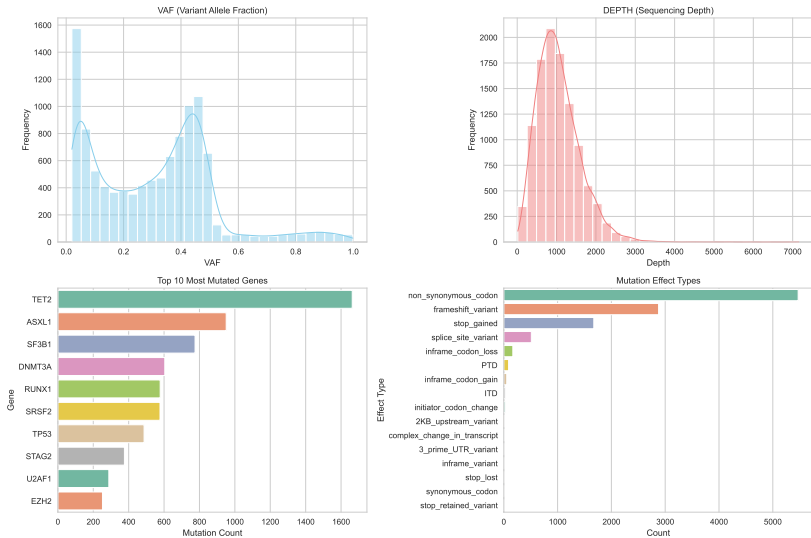 VAF (Variant Allele Fraction)
1600
1400
1200
1000
800
600
400
200
0
Frequency
0.0 0.2 0.4 0.6 0.8 1.0
VAF
DEPTH (Sequencing Depth)
2000
1750
1500
1250
1000
750
500
250
0
Frequency
0 1000 2000 3000 4000 5000 6000 7000
Depth
Top 10 Most Mutated Genes
TET2
ASXL1
SF3B1
DNMT3A
RUNX1
SRSF2
TP53
STAG2
U2AF1
EZH2
Gene
0 200 400 600 800 1000 1200 1400 1600
Mutation Count
Mutation Effect Types
non_synonymous_codon
frameshift_variant
stop_gained
splice_site_variant
inframe_codon_loss
PTD
inframe_codon_gain
ITD
initiator_codon_change
2KB_upstream_variant
complex_change_in_transcript
3_prime_UTR_variant
inframe_variant
stop_lost
synonymous_codon
stop_retained_variant
Effect Type
0 1000 2000 3000 4000 5000
Count